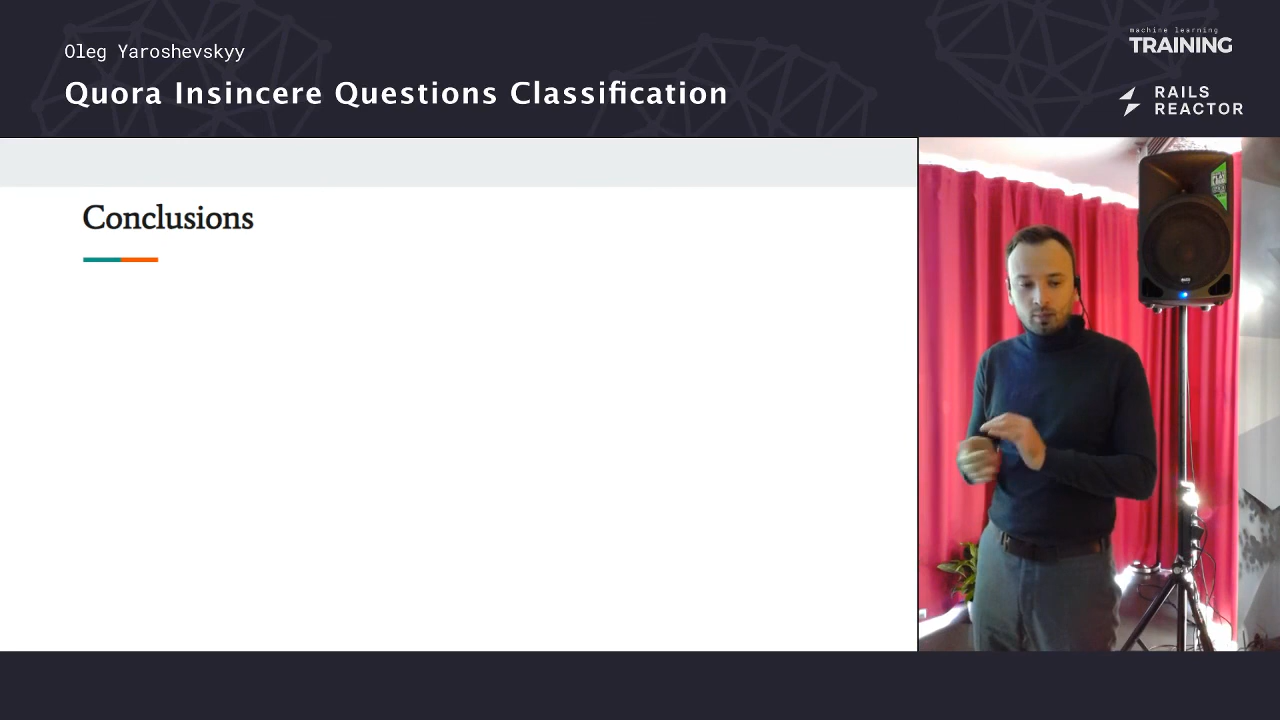 Oleg Yaroshevskyy
Quora Insincere Questions Classification
machine learning
TRAINING
RAILS
REACTOR
Conclusions